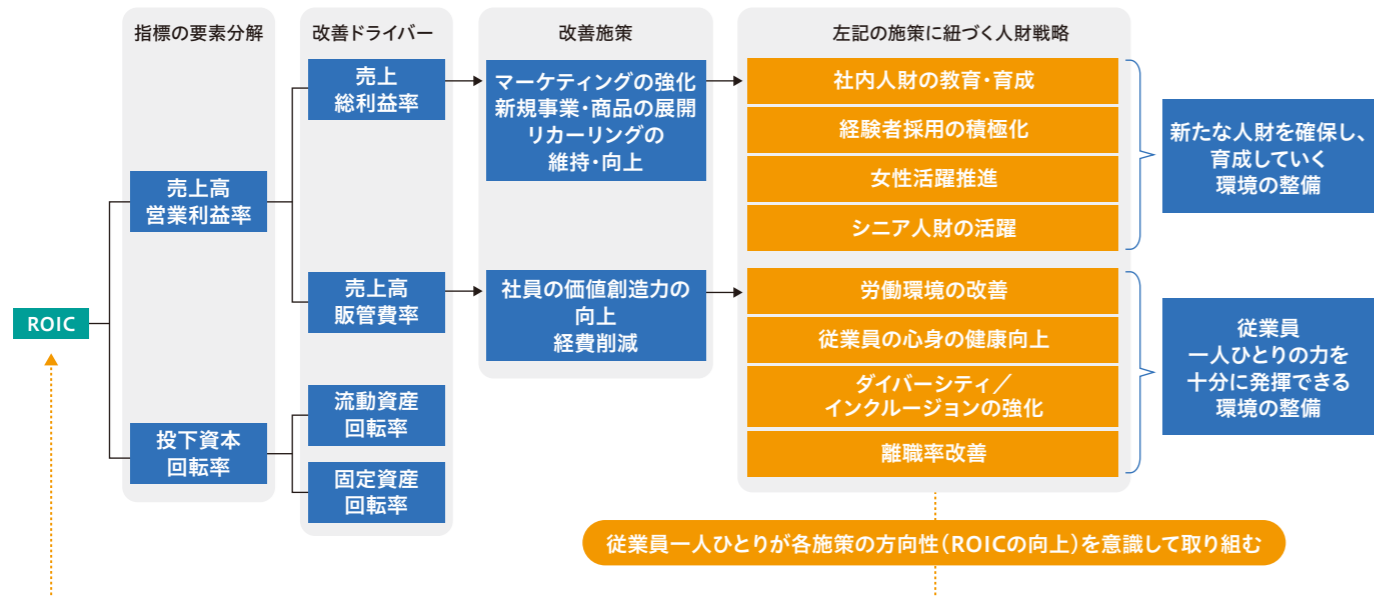 指標の要素分解
改善ドライバー
改善施策
左記の施策に紐づく人財戦略
ROIC
売上高
営業利益率
投下資本
回転率
売上
総利益率
売上高
販管費率
流動資産
回転率
固定資産
回転率
マーケティングの強化
新規事業・商品の展開
リカーリングの
維持・向上
社員の価値創造力の
向上
経費削減
社内人財の教育・育成
経験者採用の積極化
女性活躍推進
シニア人財の活躍
労働環境の改善
従業員の心身の健康向上
ダイバーシティ／
インクルージョンの強化
離職率改善
新たな人財を確保し、
育成していく
環境の整備
従業員
一人ひとりの力を
十分に発揮できる
環境の整備
従業員一人ひとりが各施策の方向性（ROICの向上）を意識して取り組む